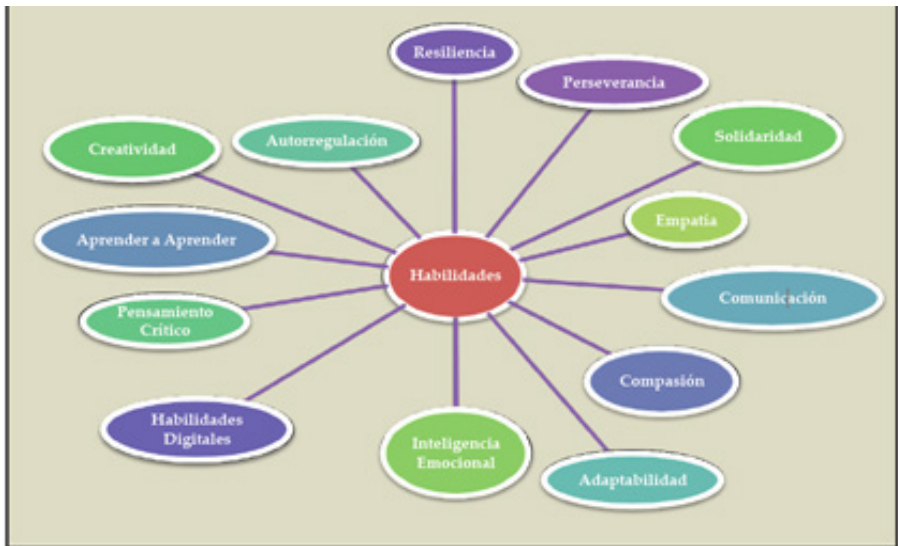 Resiliencia
Perseverancia
Solidaridad
Autorregulación
Creatividad
Empatía
Aprender a Aprender
Habilidades
Comunicación
Pensamiento
Crítico
Compasión
Habilidades
Digitales
Inteligencia
Emocional
Adaptabilidad